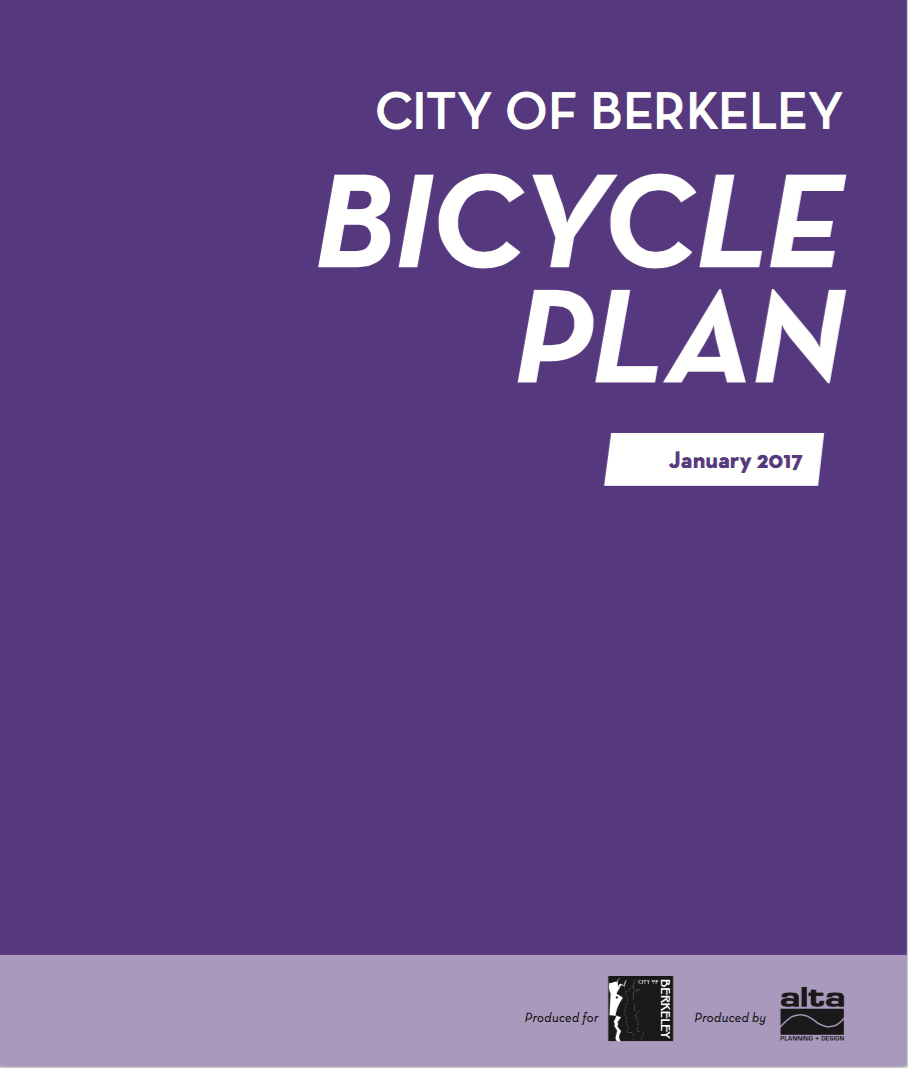 CITY OF BERKELEY
BICYCLE
PLAN
January 2017
Produced for
CITY OF
BERKELEY
Produced by
alta
PLANNING + DESIGN